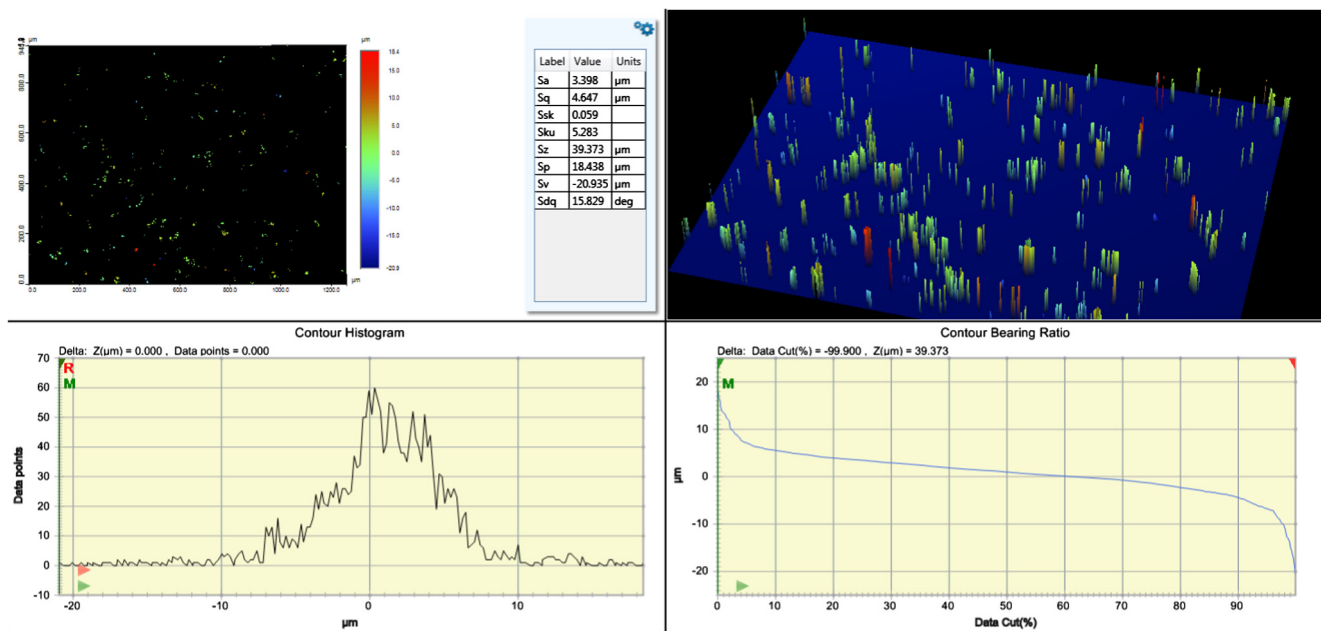 µm
µm
945.8
800.0
600.0
400.0
200.0
0.0
0.0
200.0
400.0
600.0
800.0
1000.0
1200.0
µm
µm
18.4
15.0
10.0
5.0
0.0
-5.0
-10.0
-15.0
-20.9
Label Value Units
Sa 3.398 µm
Sq 4.647 µm
Ssk 0.059
Sku 5.283
Sz 39.373 µm
Sp 18.438 µm
Sv -20.935 µm
Sdq 15.829 deg
Contour Histogram
Delta: Z(µm) = 0.000 , Data points = 0.000
R
M
Data points
70
60
50
40
30
20
10
0
-10
-20 -10 0 10
µm
Contour Bearing Ratio
Delta: Data Cut(%) = -99.900 , Z(µm) = 39.373
M
µm
20
10
0
-10
-20
0 10 20 30 40 50 60 70 80 90
Data Cut(%)